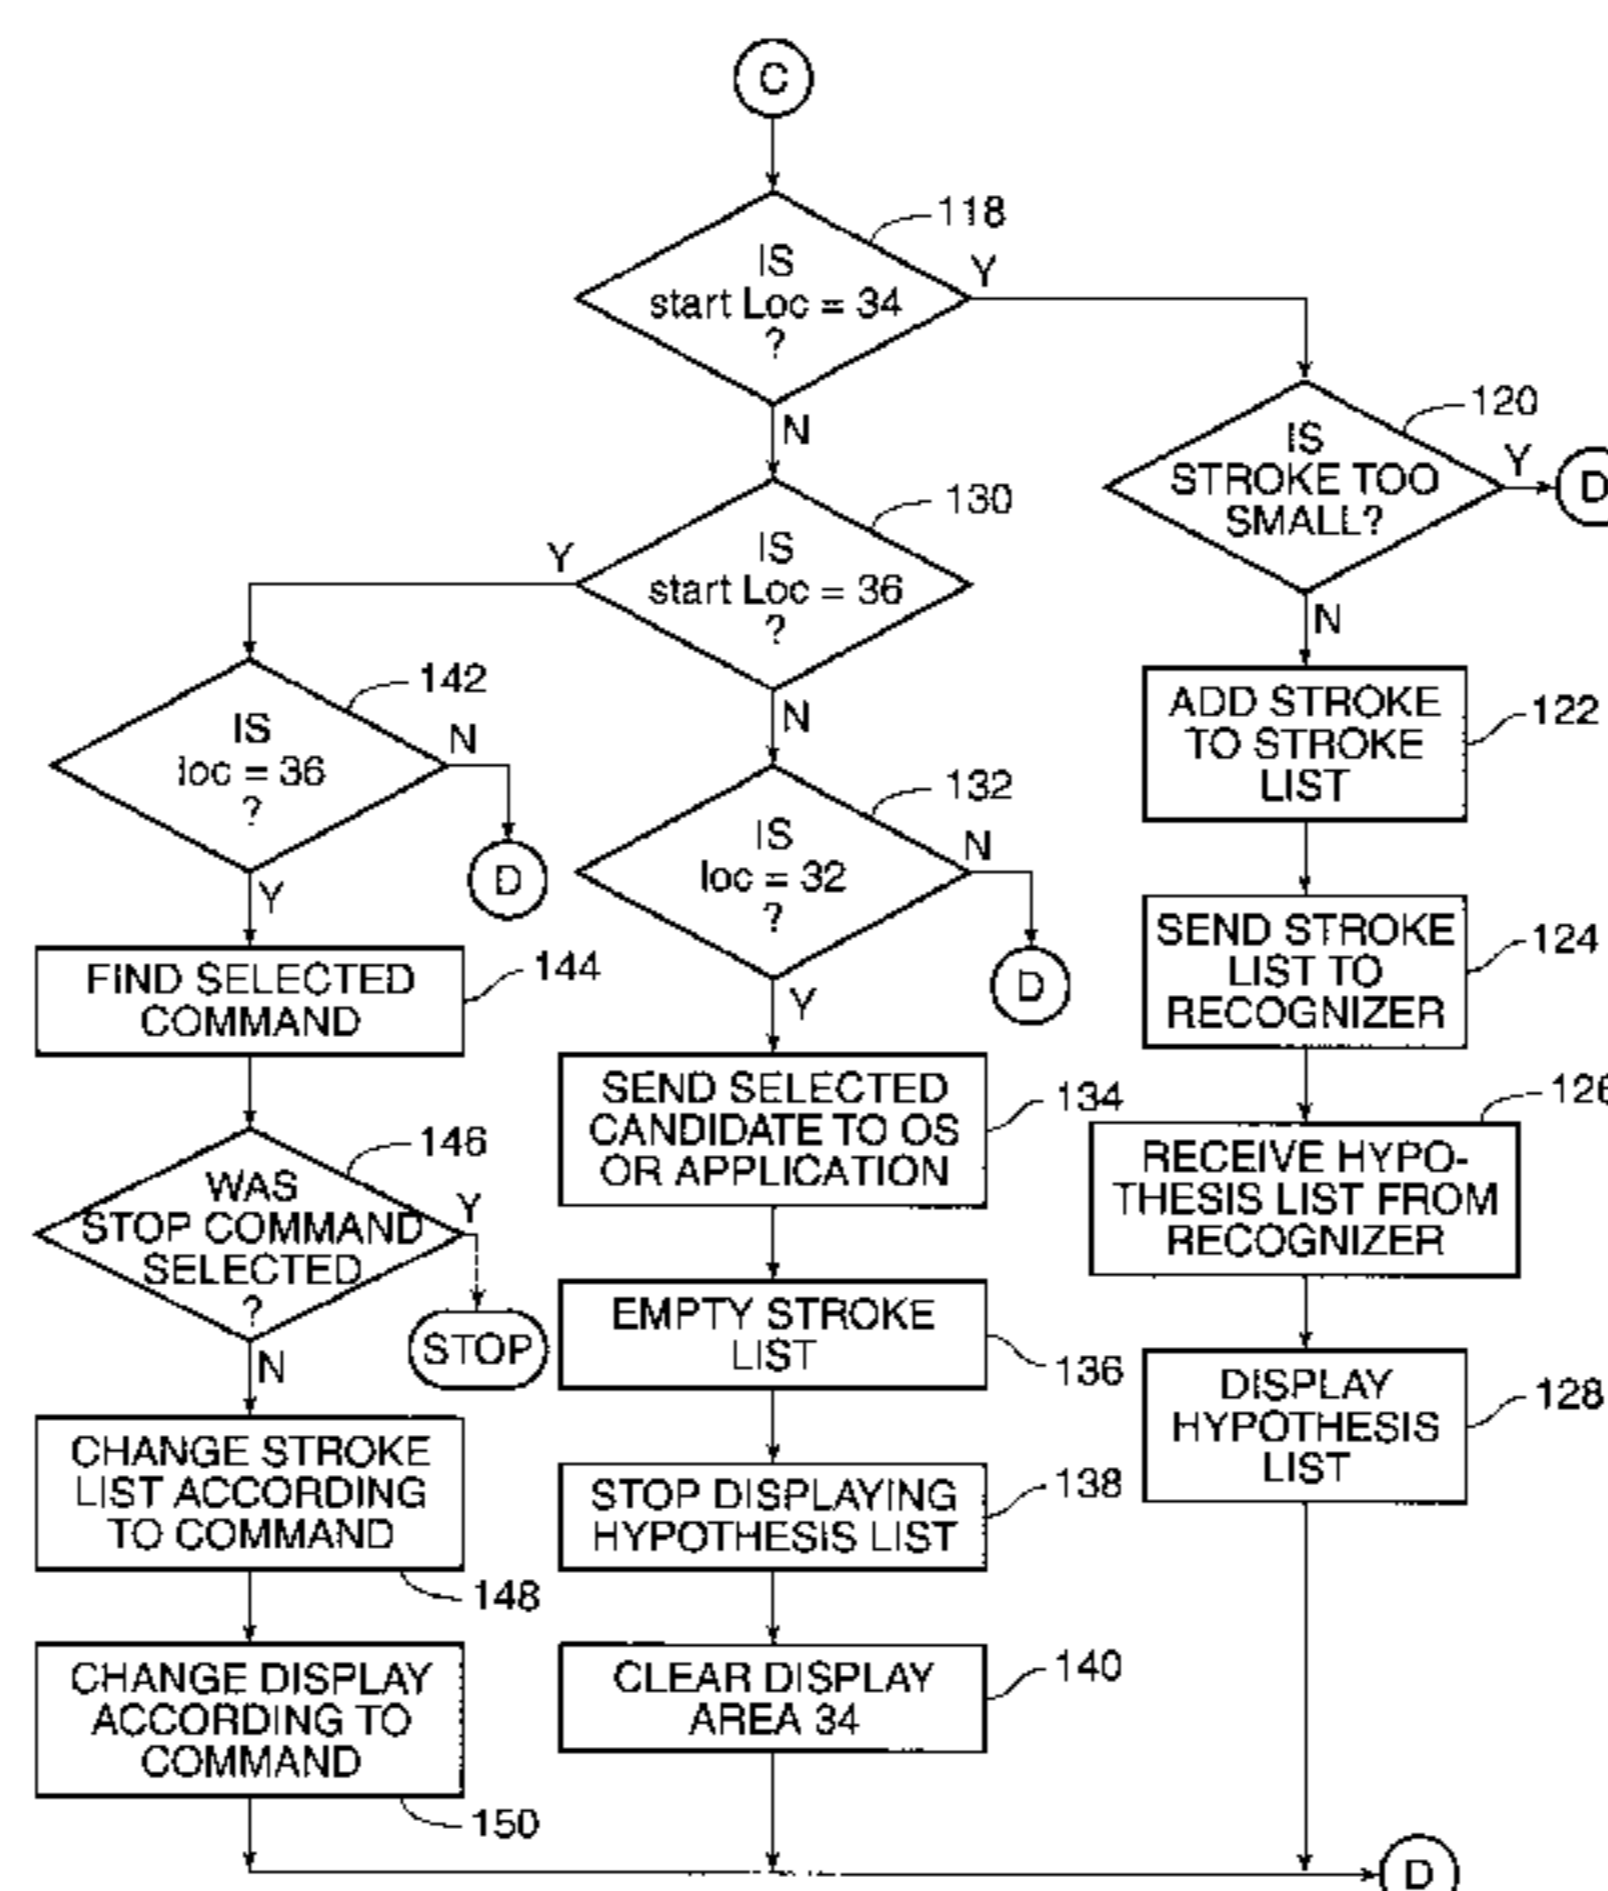 C
118
IS
start Loc = 34
?
Y
N
120
IS
STROKE TOO
SMALL?
Y
D
N
130
IS
start Loc = 36
?
Y
N
122
ADD STROKE
TO STROKE
LIST
142
IS
loc = 36
?
N
D
Y
132
IS
loc = 32
?
N
D
Y
124
SEND STROKE
LIST TO
RECOGNIZER
144
FIND SELECTED
COMMAND
134
SEND SELECTED
CANDIDATE TO OS
OR APPLICATION
126
RECEIVE HYPO-
THESIS LIST FROM
RECOGNIZER
146
WAS
STOP COMMAND
SELECTED
?
Y
STOP
N
EMPTY STROKE
LIST
136
DISPLAY
HYPOTHESIS
LIST
128
CHANGE STROKE
LIST ACCORDING
TO COMMAND
148
STOP DISPLAYING
HYPOTHESIS LIST
138
CHANGE DISPLAY
ACCORDING TO
COMMAND
150
CLEAR DISPLAY
AREA 34
140
D